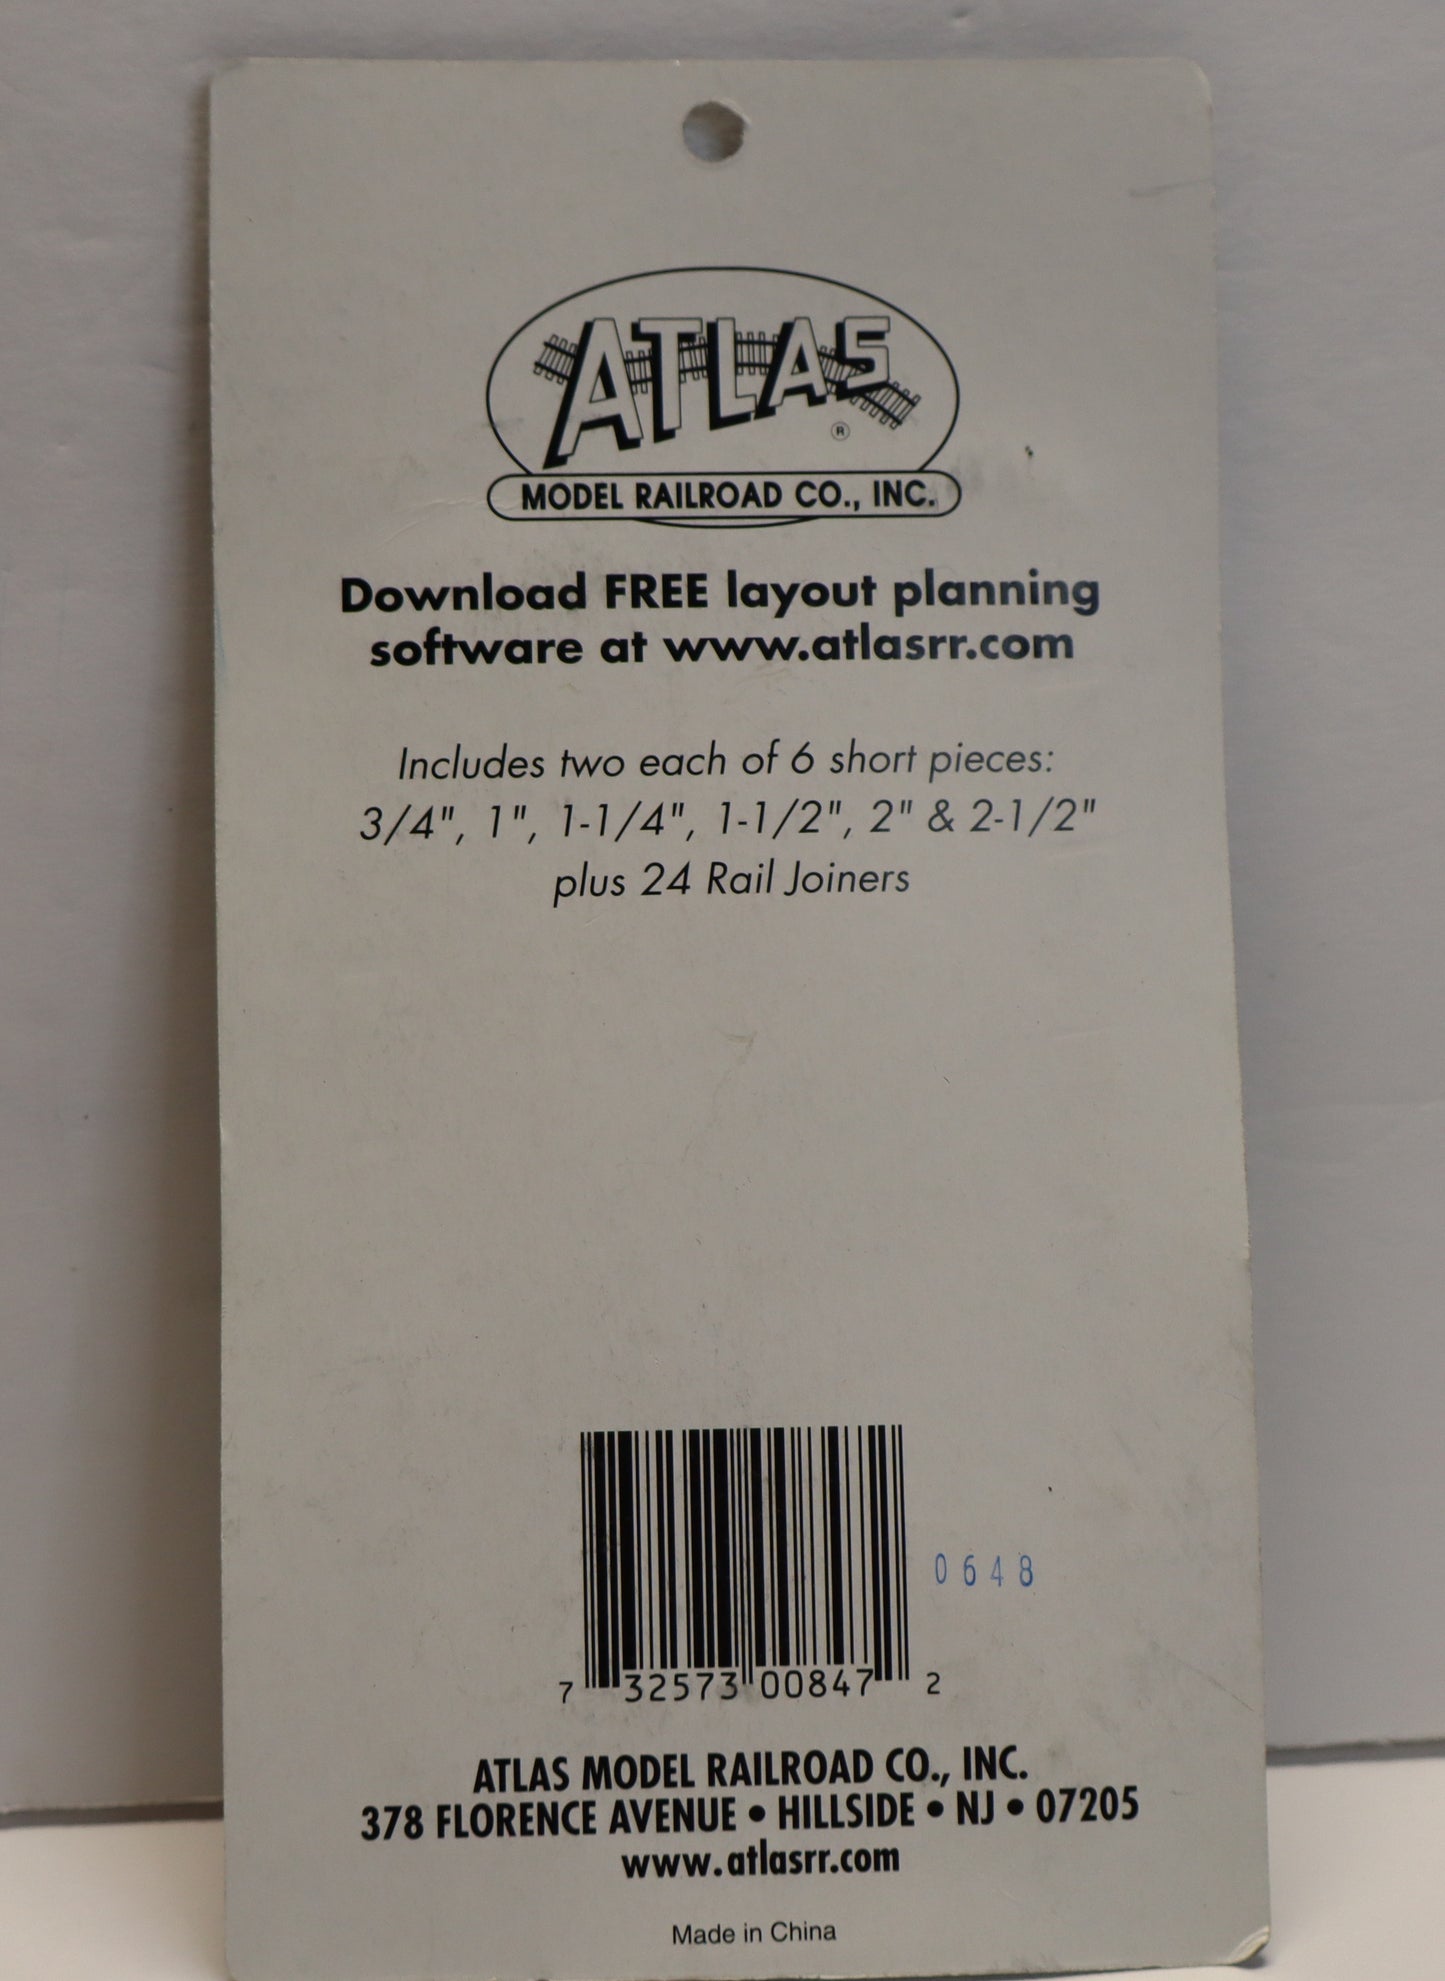 ATLAS
®
MODEL RAILROAD CO., INC.
Download FREE layout planning
software at www.atlasrr.com
Includes two each of 6 short pieces:
3/4", 1", 1-1/4", 1-1/2", 2" & 2-1/2"
plus 24 Rail Joiners
0648
7 32573 00847 2
ATLAS MODEL RAILROAD CO., INC.
378 FLORENCE AVENUE • HILLSIDE • NJ • 07205
www.atlasrr.com
Made in China